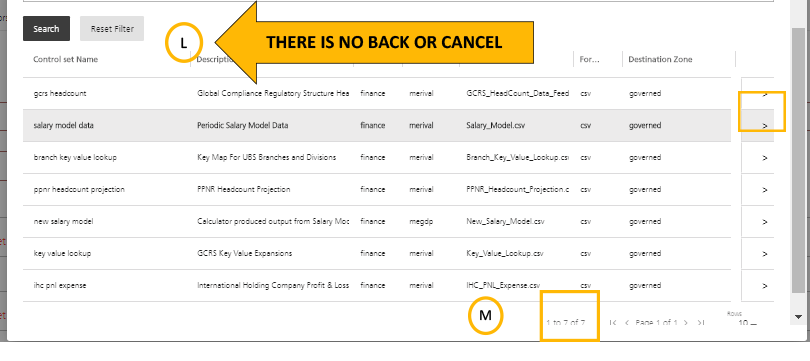 Search Reset Filter L THERE IS NO BACK OR CANCEL
Control set Name Descriptio For... Destination Zone
gcrs headcount Global Compliance Regulatory Structure Hea finance merival GCRS_HeadCount_Data_Feed csv governed >
salary model data Periodic Salary Model Data finance merival Salary_Model.csv csv governed >
branch key value lookup Key Map For UBS Branches and Divisions finance merival Branch_Key_Value_Lookup.csv csv governed >
ppnr headcount projection PPNR Headcount Projection finance merival PPNR_Headcount_Projection.c csv governed >
new salary model Calculator produced output from Salary Moc finance megdp New_Salary_Model.csv csv governed >
key value lookup GCRS Key Value Expansions finance merival Key_Value_Lookup.csv csv governed >
ihc pnl expense International Holding Company Profit & Loss finance merival IHC_PNL_Expense.csv csv governed >
M 1 to 7 of 7 Page 1 of 1 Rows
10